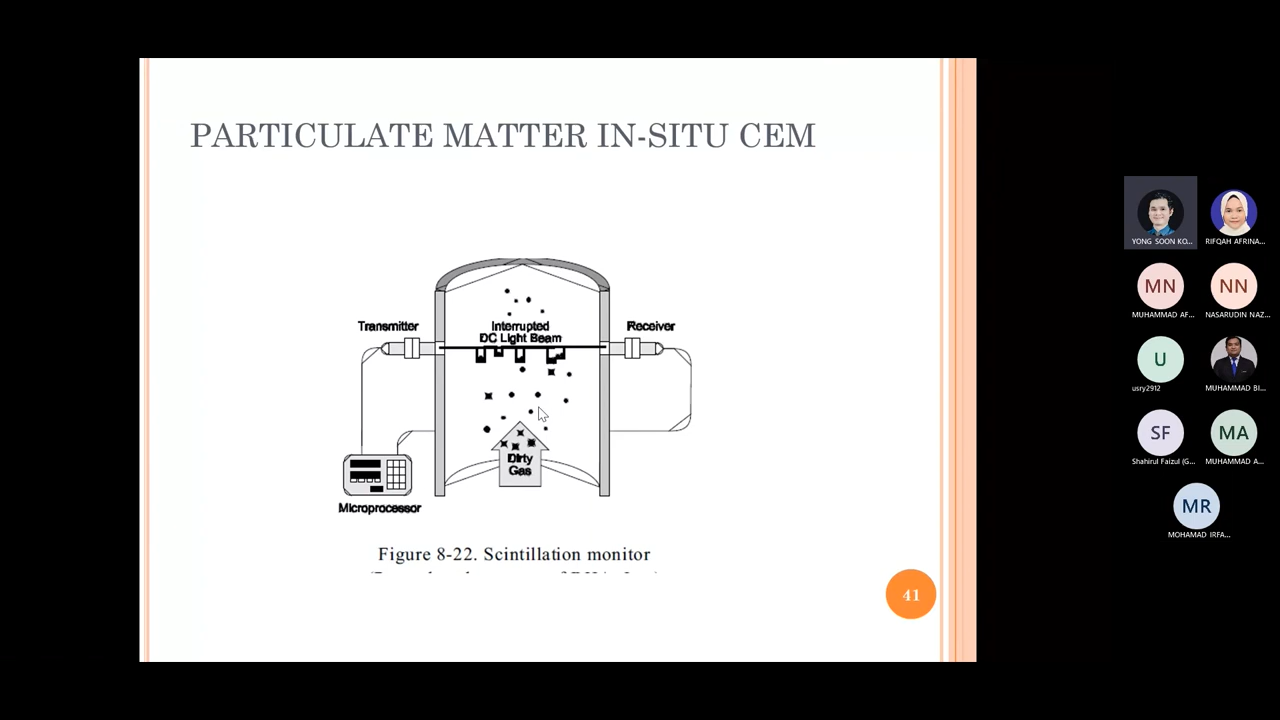 PARTICULATE MATTER IN-SITU CEM
Transmitter
Interrupted
DC Light Beam
Receiver
Dirty
Gas
Microprocessor
Figure 8-22. Scintillation monitor
41
YONG SOON KO...
RIFQAH AFRINA...
MN
NN
MUHAMMAD AF...
NASARUDIN NAZ...
U
usry2912
MUHAMMAD BI...
SF
MA
Shahirul Faizul (G...
MUHAMMAD A...
MR
MOHAMAD IRFA...